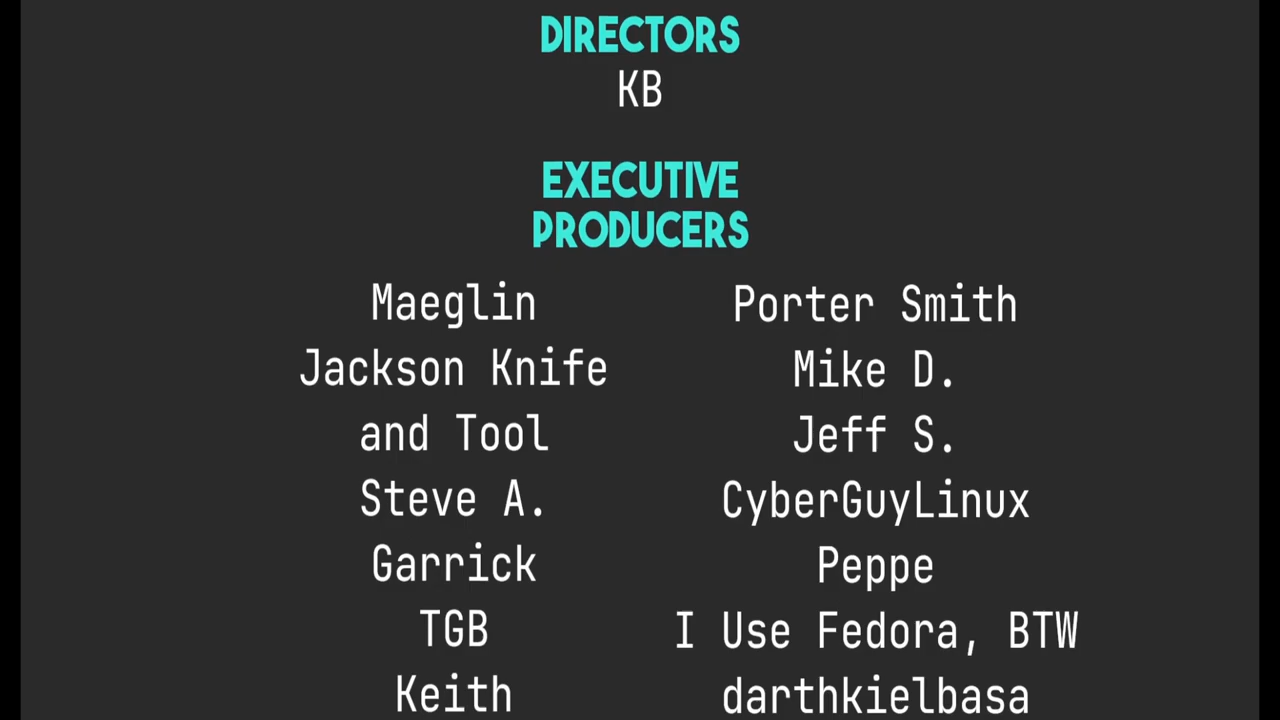 DIRECTORS
KB
EXECUTIVE
PRODUCERS
Maeglin
Jackson Knife
and Tool
Steve A.
Garrick
TGB
Keith
Porter Smith
Mike D.
Jeff S.
CyberGuyLinux
Peppe
I Use Fedora, BTW
darthkielbasa